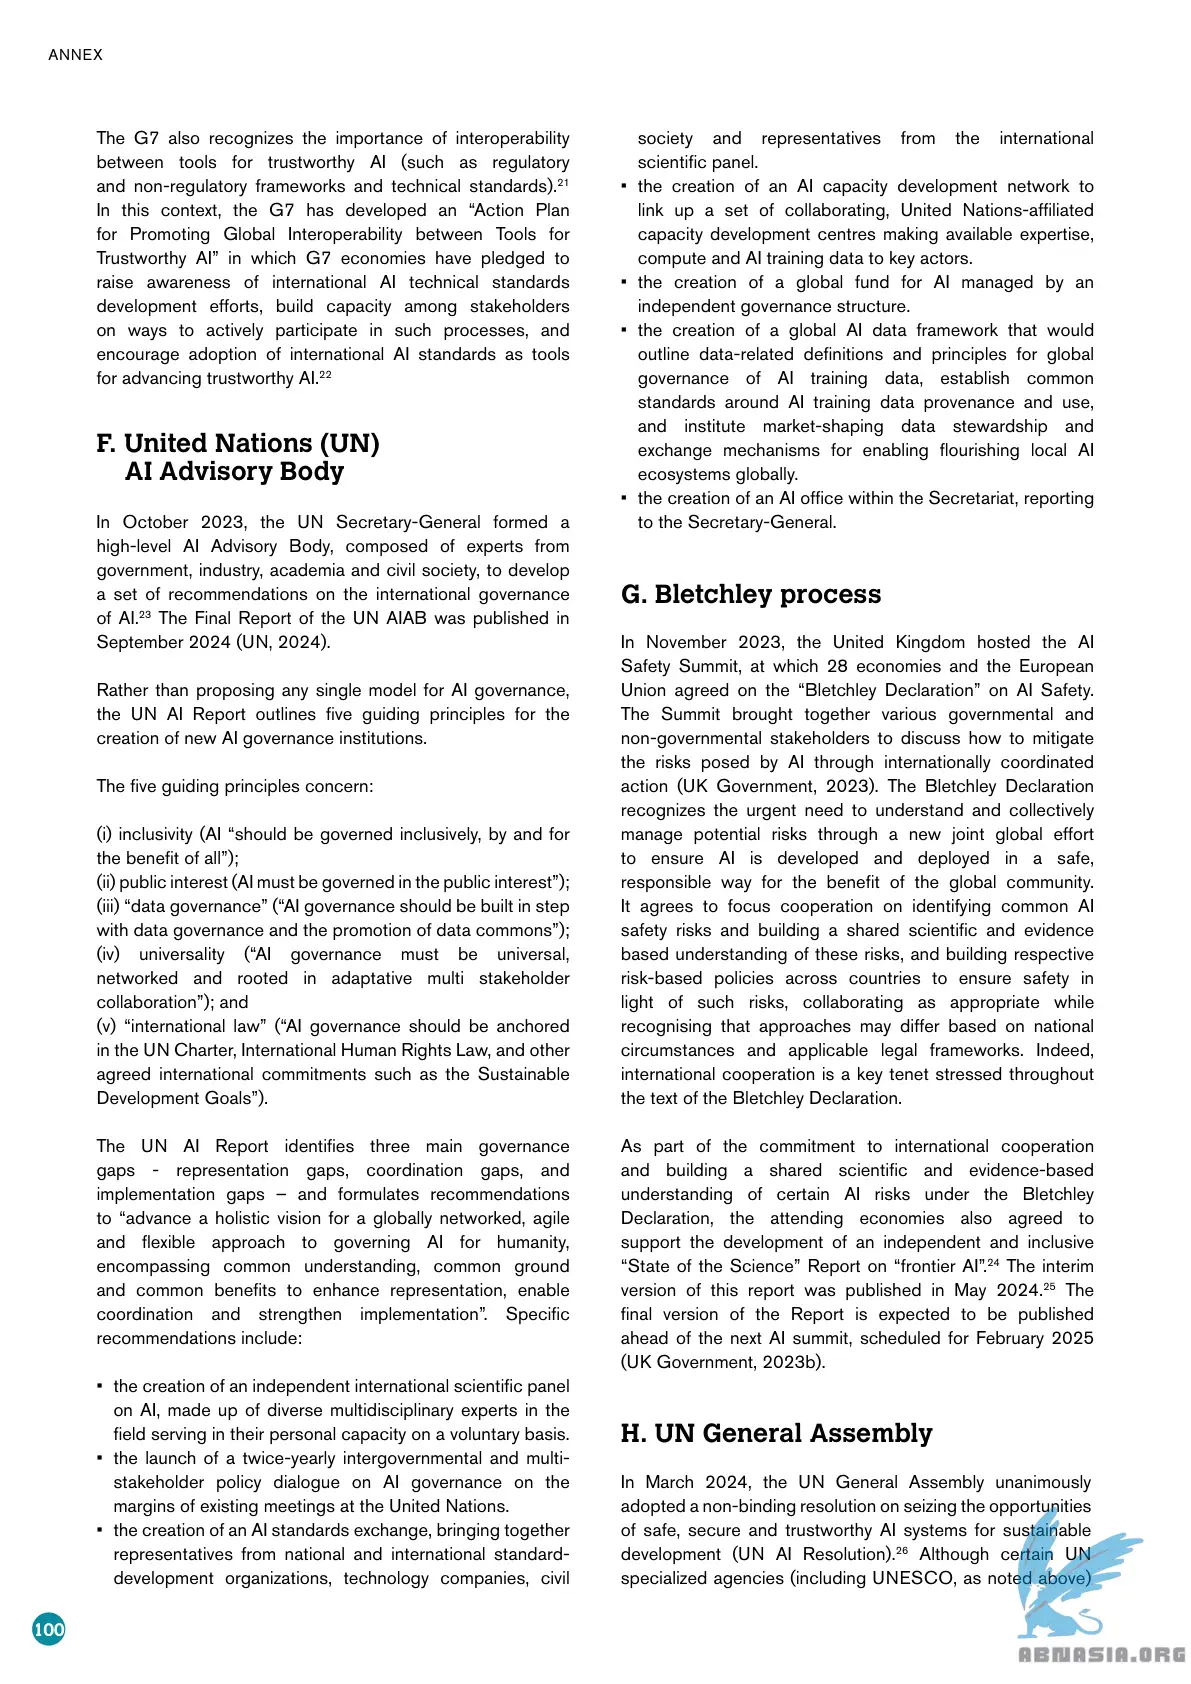 ANNEX
The G7 also recognizes the importance of interoperability
between tools for trustworthy AI (such as regulatory
and non-regulatory frameworks and technical standards).21
In this context, the G7 has developed an “Action Plan
for Promoting Global Interoperability between Tools for
Trustworthy AI” in which G7 economies have pledged to
raise awareness of international AI technical standards
development efforts, build capacity among stakeholders
on ways to actively participate in such processes, and
encourage adoption of international AI standards as tools
for advancing trustworthy AI.22
F. United Nations (UN)
AI Advisory Body
In October 2023, the UN Secretary-General formed a
high-level AI Advisory Body, composed of experts from
government, industry, academia and civil society, to develop
a set of recommendations on the international governance
of AI.23 The Final Report of the UN AIAB was published in
September 2024 (UN, 2024).
Rather than proposing any single model for AI governance,
the UN AI Report outlines five guiding principles for the
creation of new AI governance institutions.
The five guiding principles concern:
(i) inclusivity (AI “should be governed inclusively, by and for
the benefit of all”);
(ii) public interest (AI must be governed in the public interest”);
(iii) “data governance” (“AI governance should be built in step
with data governance and the promotion of data commons”);
(iv) universality (“AI governance must be universal,
networked and rooted in adaptative multi stakeholder
collaboration”); and
(v) “international law” (“AI governance should be anchored
in the UN Charter, International Human Rights Law, and other
agreed international commitments such as the Sustainable
Development Goals”).
The UN AI Report identifies three main governance
gaps - representation gaps, coordination gaps, and
implementation gaps – and formulates recommendations
to “advance a holistic vision for a globally networked, agile
and flexible approach to governing AI for humanity,
encompassing common understanding, common ground
and common benefits to enhance representation, enable
coordination and strengthen implementation”. Specific
recommendations include:
• the creation of an independent international scientific panel
on AI, made up of diverse multidisciplinary experts in the
field serving in their personal capacity on a voluntary basis.
• the launch of a twice-yearly intergovernmental and multi-
stakeholder policy dialogue on AI governance on the
margins of existing meetings at the United Nations.
• the creation of an AI standards exchange, bringing together
representatives from national and international standard-
development organizations, technology companies, civil
society and representatives from the international
scientific panel.
• the creation of an AI capacity development network to
link up a set of collaborating, United Nations-affiliated
capacity development centres making available expertise,
compute and AI training data to key actors.
• the creation of a global fund for AI managed by an
independent governance structure.
• the creation of a global AI data framework that would
outline data-related definitions and principles for global
governance of AI training data, establish common
standards around AI training data provenance and use,
and institute market-shaping data stewardship and
exchange mechanisms for enabling flourishing local AI
ecosystems globally.
• the creation of an AI office within the Secretariat, reporting
to the Secretary-General.
G. Bletchley process
In November 2023, the United Kingdom hosted the AI
Safety Summit, at which 28 economies and the European
Union agreed on the “Bletchley Declaration” on AI Safety.
The Summit brought together various governmental and
non-governmental stakeholders to discuss how to mitigate
the risks posed by AI through internationally coordinated
action (UK Government, 2023). The Bletchley Declaration
recognizes the urgent need to understand and collectively
manage potential risks through a new joint global effort
to ensure AI is developed and deployed in a safe,
responsible way for the benefit of the global community.
It agrees to focus cooperation on identifying common AI
safety risks and building a shared scientific and evidence
based understanding of these risks, and building respective
risk-based policies across countries to ensure safety in
light of such risks, collaborating as appropriate while
recognising that approaches may differ based on national
circumstances and applicable legal frameworks. Indeed,
international cooperation is a key tenet stressed throughout
the text of the Bletchley Declaration.
As part of the commitment to international cooperation
and building a shared scientific and evidence-based
understanding of certain AI risks under the Bletchley
Declaration, the attending economies also agreed to
support the development of an independent and inclusive
“State of the Science” Report on “frontier AI”.24 The interim
version of this report was published in May 2024.25 The
final version of the Report is expected to be published
ahead of the next AI summit, scheduled for February 2025
(UK Government, 2023b).
H. UN General Assembly
In March 2024, the UN General Assembly unanimously
adopted a non-binding resolution on seizing the opportunities
of safe, secure and trustworthy AI systems for sustainable
development (UN AI Resolution).26 Although certain UN
specialized agencies (including UNESCO, as noted above)
100
ABNASIA.ORG